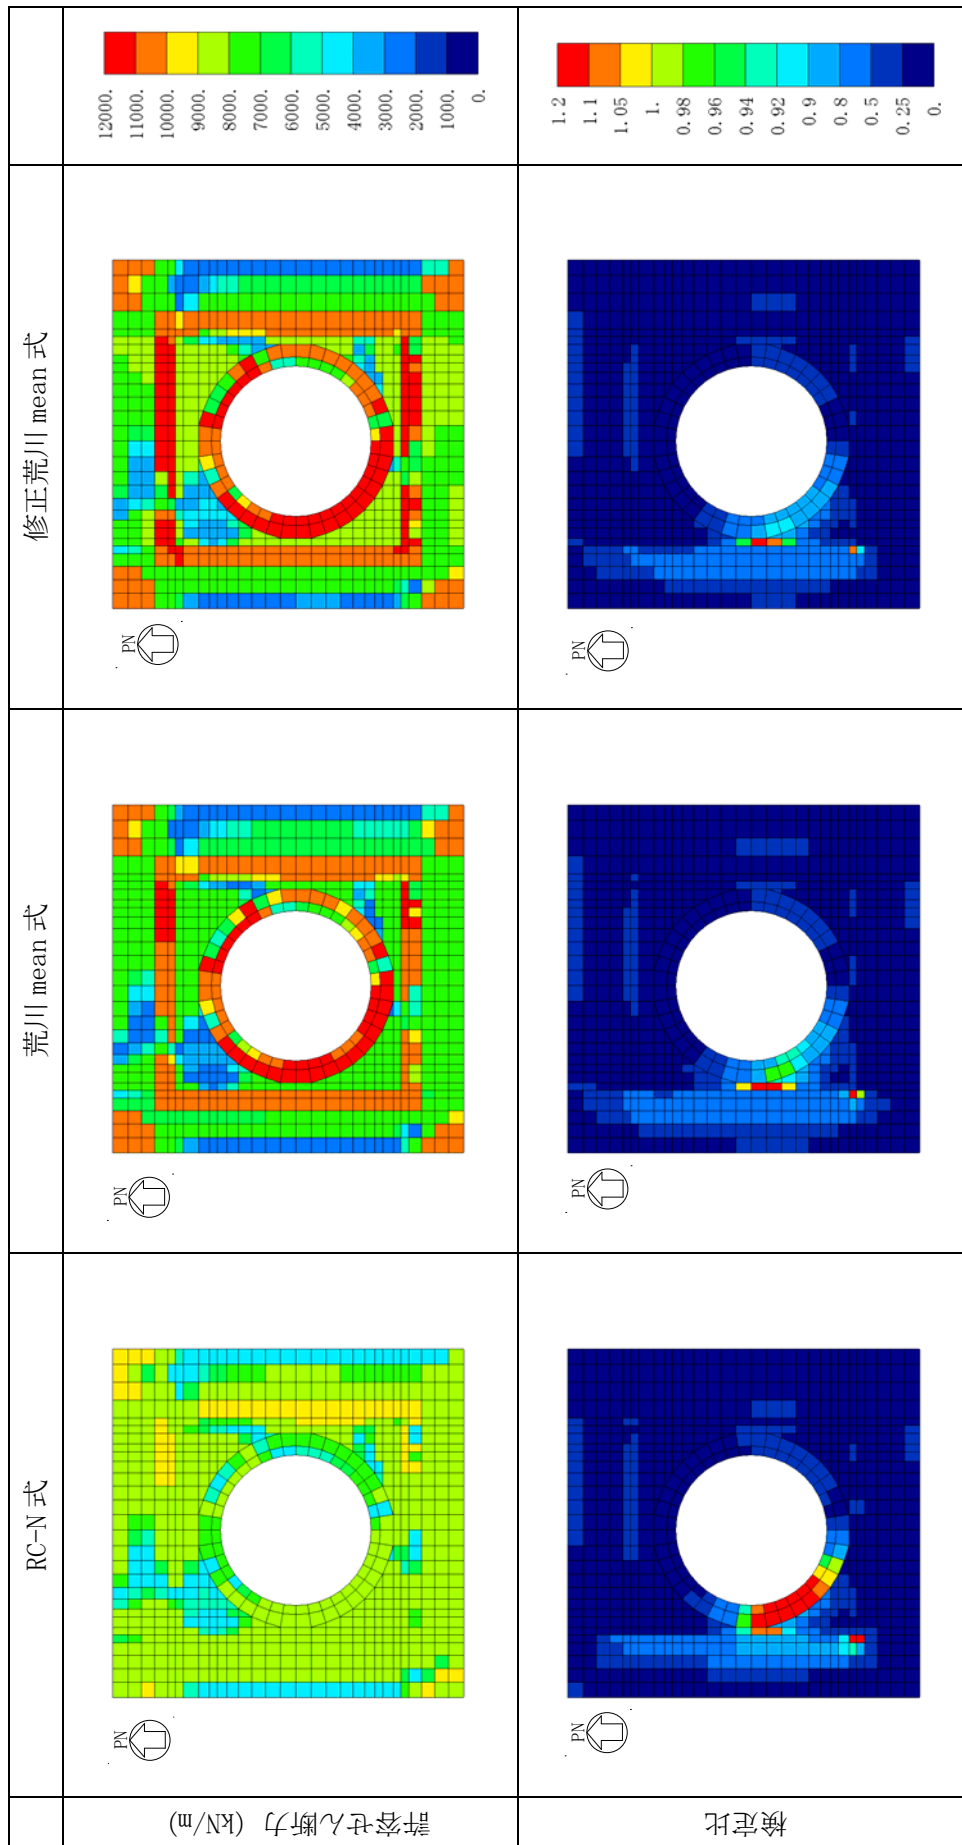 RC-N 式
荒川 mean 式
修正荒川 mean 式
許容せん断力 (kN/m)
PN
PN
PN
12000.
11000.
10000.
9000.
8000.
7000.
6000.
5000.
4000.
3000.
2000.
1000.
0.
検定比
PN
PN
PN
1.2
1.1
1.05
1.
0.98
0.96
0.94
0.92
0.9
0.8
0.5
0.25
0.